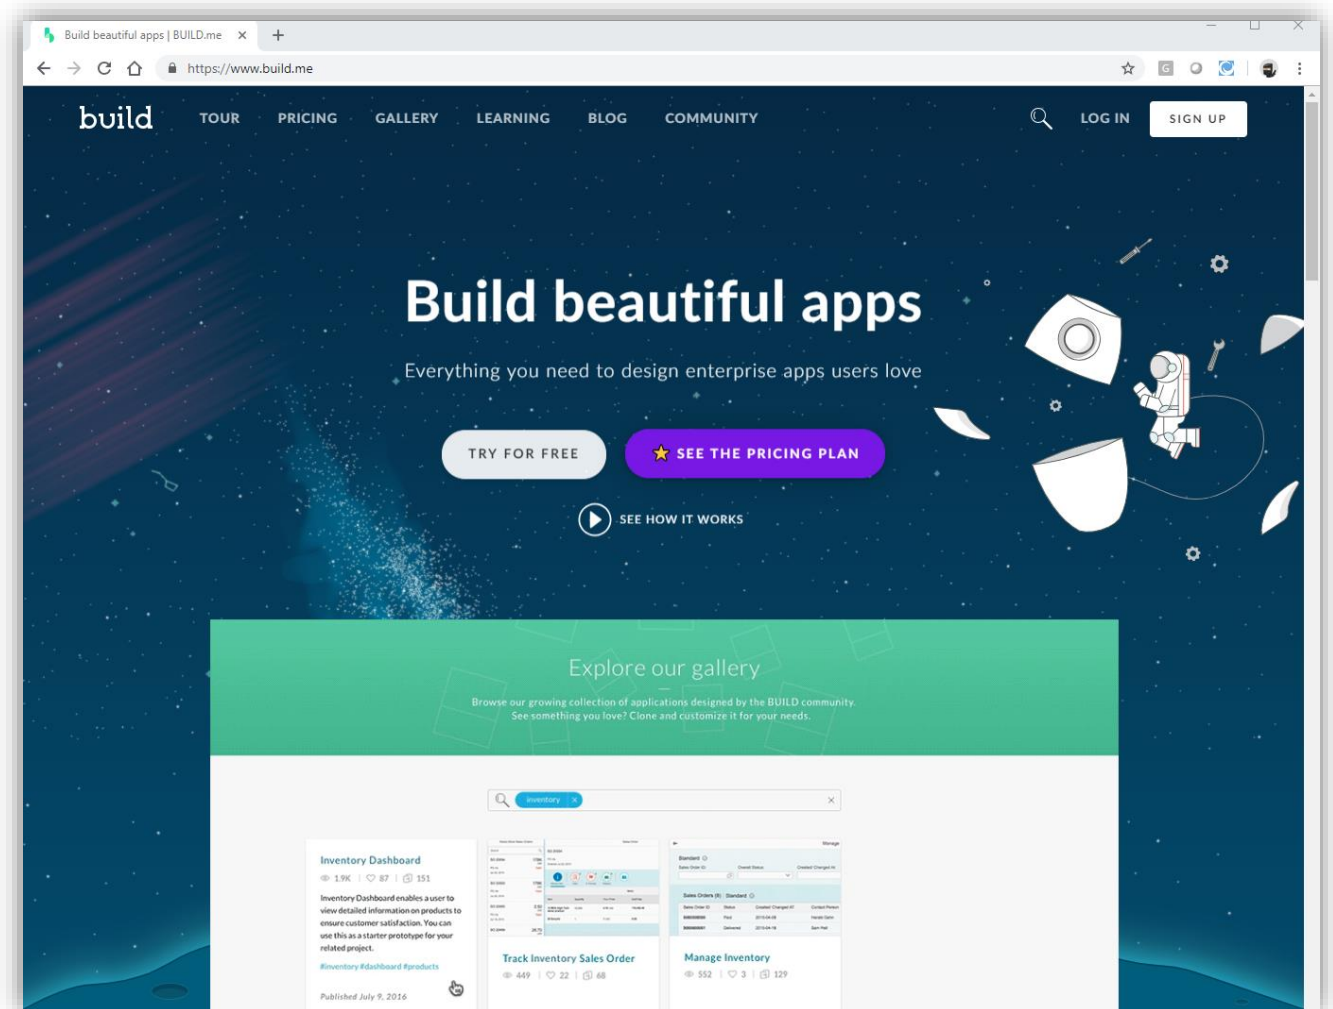 Build beautiful apps | BUILD.me
https://www.build.me
build TOUR PRICING GALLERY LEARNING BLOG COMMUNITY LOG IN SIGN UP
Build beautiful apps
Everything you need to design enterprise apps users love
TRY FOR FREE SEE THE PRICING PLAN
SEE HOW IT WORKS
Explore our gallery
Browse our growing collection of applications designed by the BUILD community.
See something you love? Clone and customize it for your needs.
inventory
Inventory Dashboard
1.9K 87 151
Inventory Dashboard enables a user to
view detailed information on products to
ensure customer satisfaction. You can
use this as a starter prototype for your
related project.
#inventory #dashboard #products
Published July 9, 2016
Track Inventory Sales Order
449 22 68
Manage
Standard
Sales Orders (8) Standard
Manage Inventory
552 3 129